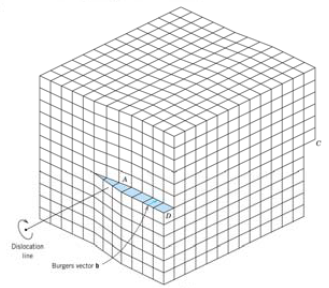 C
A
D
Dislocation
line
Burgers vector b